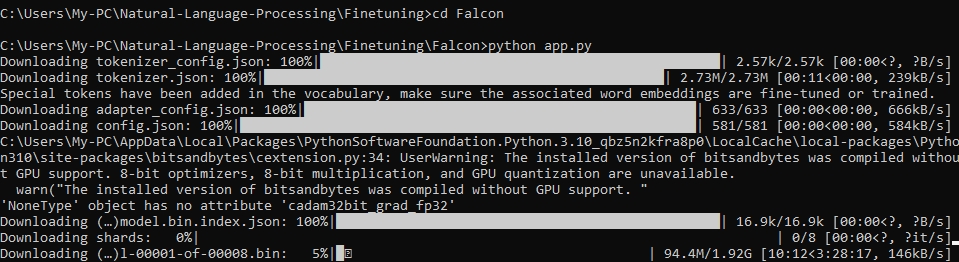 C:\Users\My-PC\Natural-Language-Processing\Finetuning>cd Falcon
C:\Users\My-PC\Natural-Language-Processing\Finetuning\Falcon>python app.py
Downloading tokenizer_config.json: 100%| | 2.57k/2.57k [00:00<?, ?B/s]
Downloading tokenizer.json: 100%| | 2.73M/2.73M [00:11<00:00, 239kB/s]
Special tokens have been added in the vocabulary, make sure the associated word embeddings are fine-tuned or trained.
Downloading adapter_config.json: 100%| | 633/633 [00:00<00:00, 666kB/s]
Downloading config.json: 100%| | 581/581 [00:00<00:00, 584kB/s]
C:\Users\My-PC\AppData\Local\Packages\PythonSoftwareFoundation.Python.3.10_qbz5n2kfra8p0\LocalCache\local-packages\Pytho
n310\site-packages\bitsandbytes\cextension.py:34: UserWarning: The installed version of bitsandbytes was compiled withou
t GPU support. 8-bit optimizers, 8-bit multiplication, and GPU quantization are unavailable.
  warn("The installed version of bitsandbytes was compiled without GPU support. "
'NoneType' object has no attribute 'cadam32bit_grad_fp32'
Downloading (…)model.bin.index.json: 100%| | 16.9k/16.9k [00:00<?, ?B/s]
Downloading shards:   0%| | 0/8 [00:00<?, ?it/s]
Downloading (…)l-00001-of-00008.bin:   5%| | 94.4M/1.92G [10:12<3:28:17, 146kB/s]